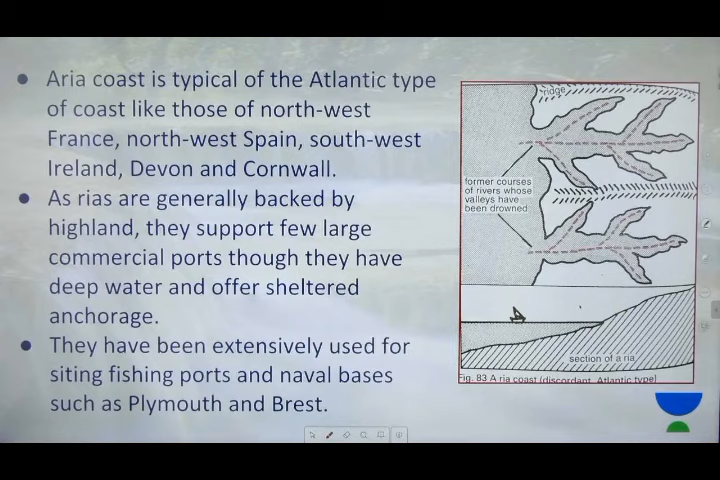 ● Aria coast is typical of the Atlantic type
of coast like those of north-west
France, north-west Spain, south-west
Ireland, Devon and Cornwall.
● As rias are generally backed by
highland, they support few large
commercial ports though they have
deep water and offer sheltered
anchorage.
● They have been extensively used for
siting fishing ports and naval bases
such as Plymouth and Brest.
ridge
former courses
of rivers whose
valleys have
been drowned
section of a ria
Fig. 83 A ria coast (discordant, Atlantic type)